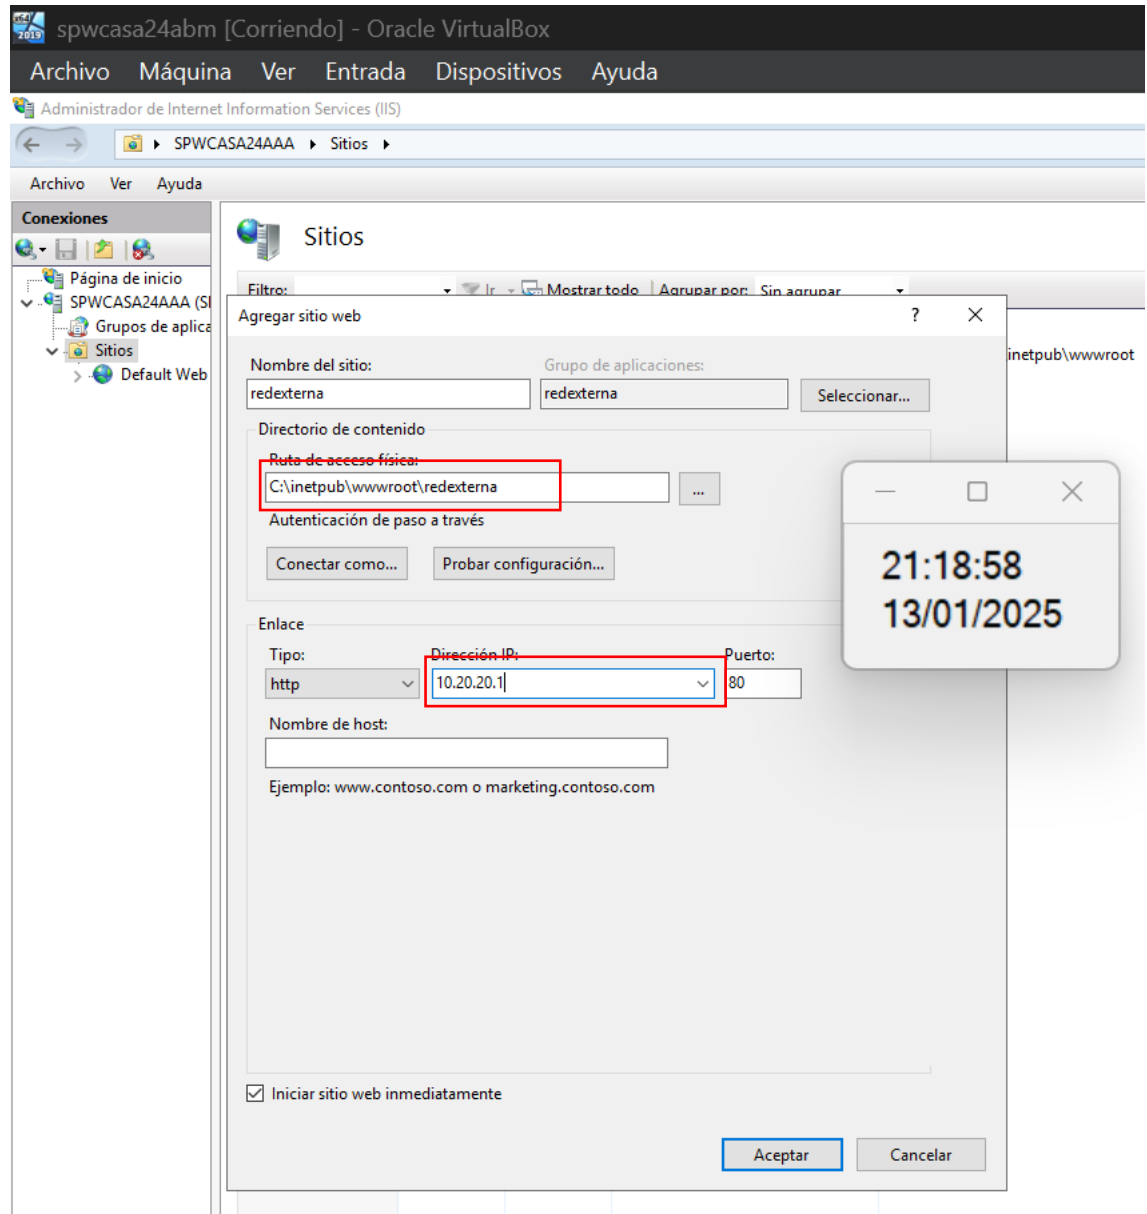 x64
2019
spwcasa24abm [Corriendo] - Oracle VirtualBox
Archivo Máquina Ver Entrada Dispositivos Ayuda
Administrador de Internet Information Services (IIS)
SPWCASA24AAA Sitios
Archivo Ver Ayuda
Conexiones
Página de inicio
SPWCASA24AAA (SI
Grupos de aplica
Sitios
Default Web
Sitios
Filtro: Ir Mostrar todo Agrupar por: Sin agrupar
inetpub\wwwroot
Agregar sitio web ?
Nombre del sitio: Grupo de aplicaciones:
redexterna redexterna Seleccionar...
Directorio de contenido
Ruta de acceso física:
C:\inetpub\wwwroot\redexterna ...
Autenticación de paso a través
Conectar como... Probar configuración...
Enlace
Tipo: Dirección IP: Puerto:
http 10.20.20.1 80
Nombre de host:
Ejemplo: www.contoso.com o marketing.contoso.com
Iniciar sitio web inmediatamente
Aceptar Cancelar
21:18:58
13/01/2025